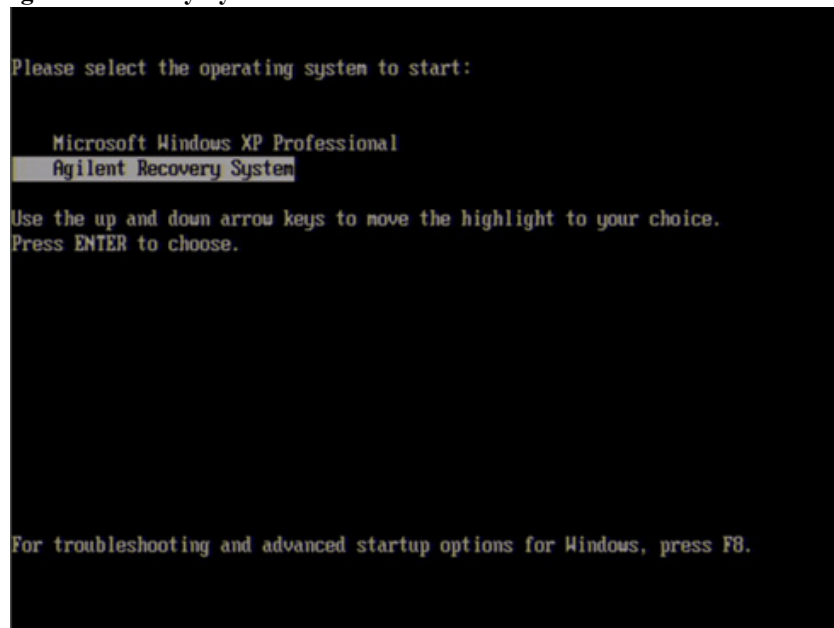 Please select the operating system to start:
Microsoft Windows XP Professional
Agilent Recovery System
Use the up and down arrow keys to move the highlight to your choice.
Press ENTER to choose.
For troubleshooting and advanced startup options for Windows, press F8.